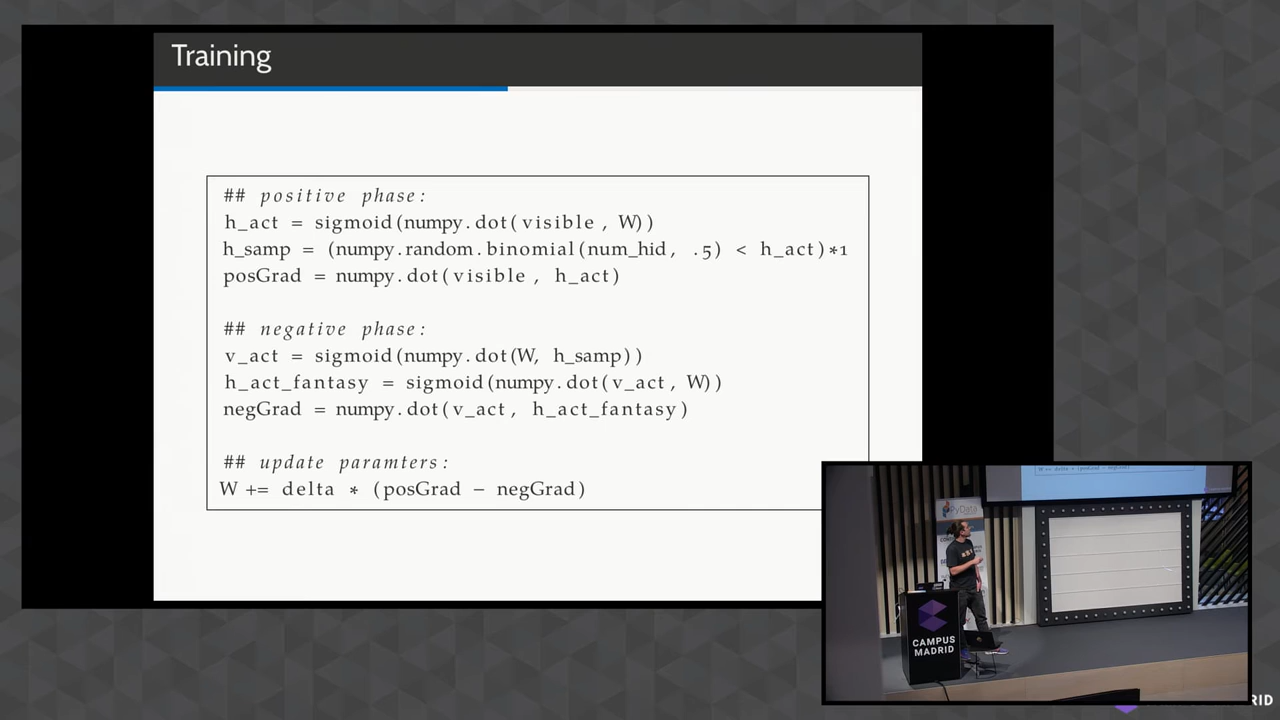 Training
## positive phase:
h_act = sigmoid(numpy.dot(visible, W))
h_samp = (numpy.random.binomial(num_hid, .5) < h_act)*1
posGrad = numpy.dot(visible, h_act)
## negative phase:
v_act = sigmoid(numpy.dot(W, h_samp))
h_act_fantasy = sigmoid(numpy.dot(v_act, W))
negGrad = numpy.dot(v_act, h_act_fantasy)
## update paramters:
W += delta * (posGrad − negGrad)
PyData
CAMPUS
MADRID
RID